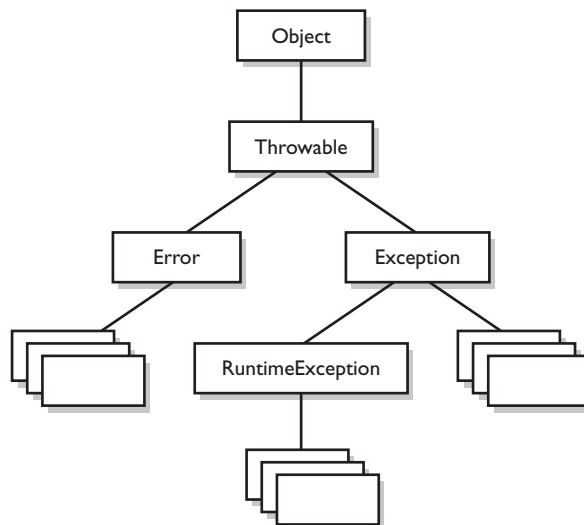 Object
Throwable
Error
Exception
RuntimeException